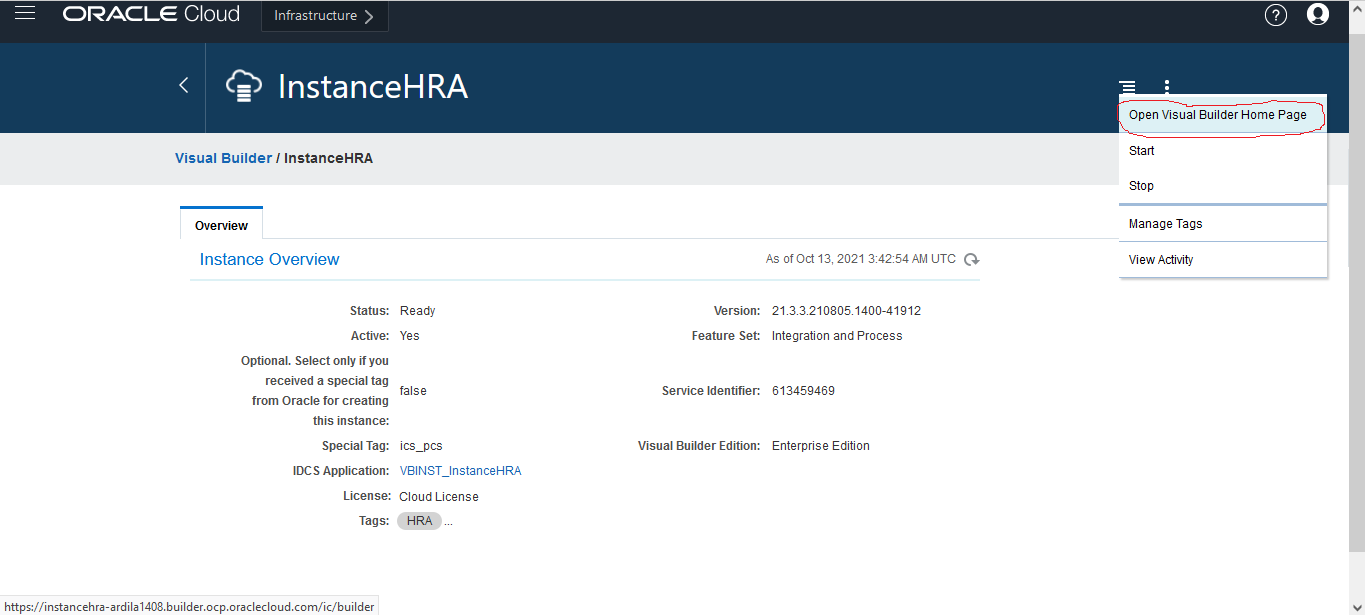 ORACLE Cloud
Infrastructure
?
InstanceHRA
Open Visual Builder Home Page
Start
Stop
Manage Tags
View Activity
Visual Builder / InstanceHRA
Overview
Instance Overview
As of Oct 13, 2021 3:42:54 AM UTC
Status: Ready
Version: 21.3.3.210805.1400-41912
Active: Yes
Feature Set: Integration and Process
Optional. Select only if you
received a special tag
from Oracle for creating
this instance:
false
Service Identifier: 613459469
Special Tag: ics_pcs
Visual Builder Edition: Enterprise Edition
IDCS Application: VBINST_InstanceHRA
License: Cloud License
Tags: HRA ...
https://instancehra-ardila1408.builder.ocp.oraclecloud.com/ic/builder